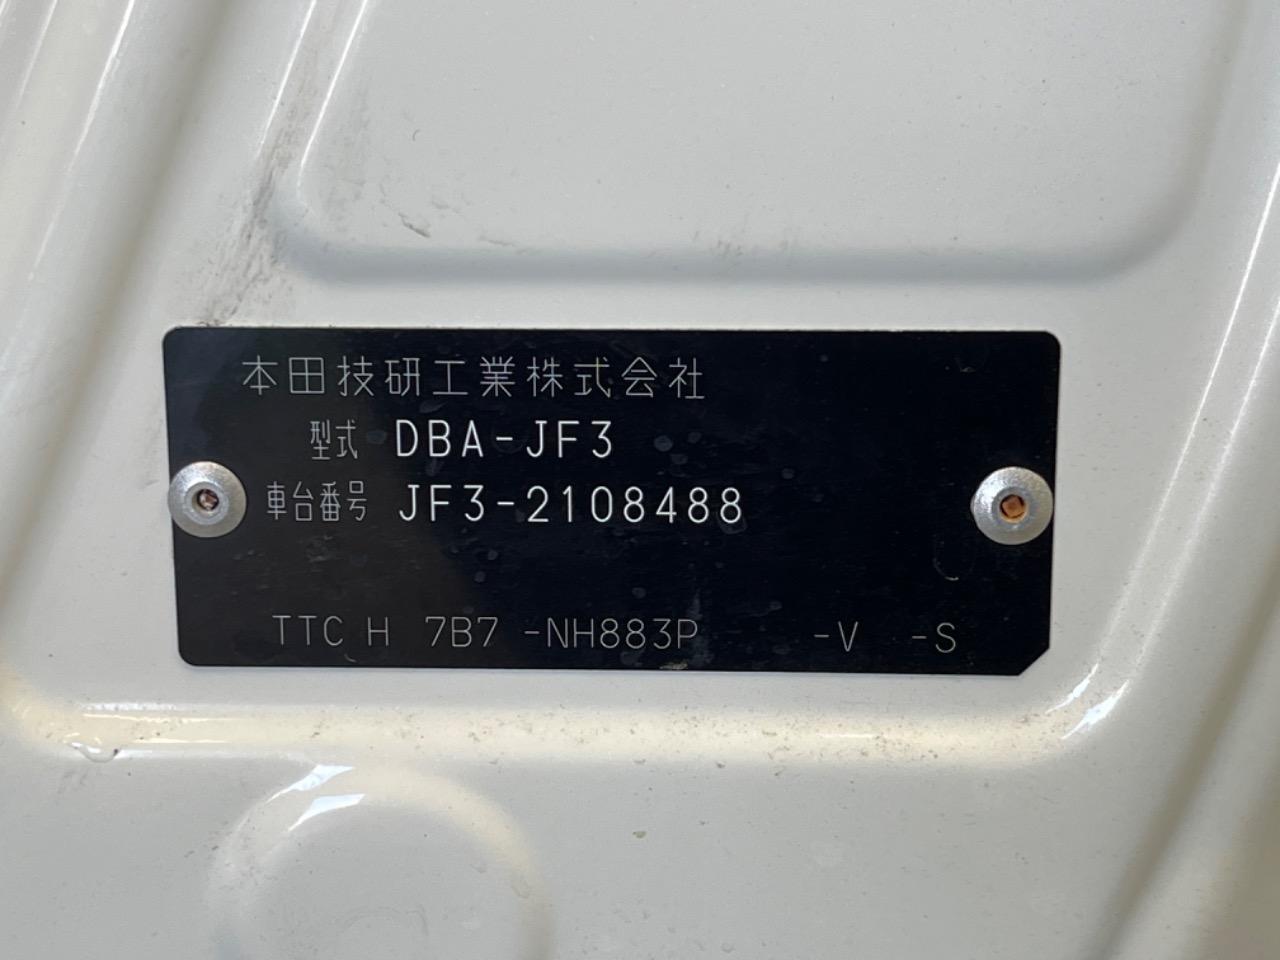 本田技研工業株式会社
型式 DBA-JF3
車台番号 JF3-2108488
TTC H 7B7 -NH883P -V -S